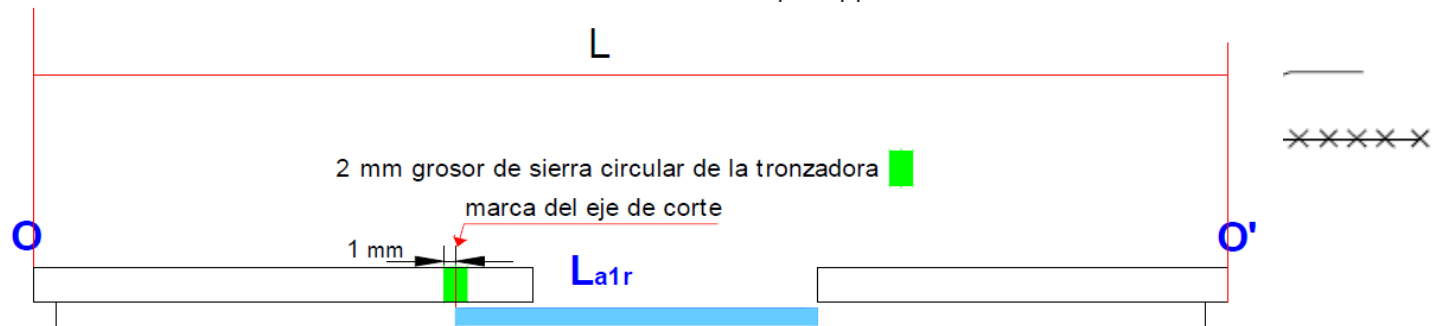 L
2 mm grosor de sierra circular de la tronzadora
marca del eje de corte
O
O'
1 mm
La1r